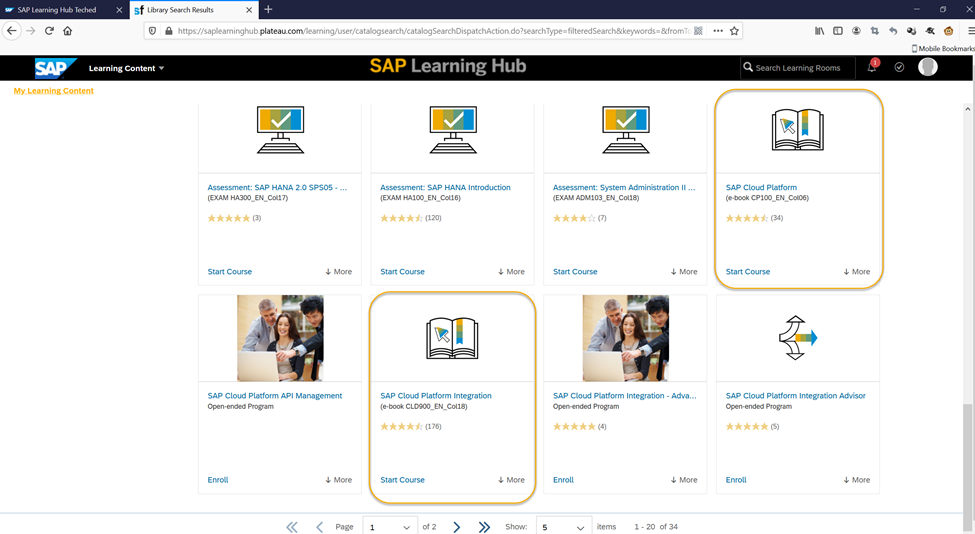 SAP Learning Hub Teched
Library Search Results
https://saplearninghub.plateau.com/learning/user/catalogsearch/catalogSearchDispatchAction.do?searchType=filteredSearch&keywords=&fromTo
Mobile Bookmarks
SAP
Learning Content
SAP Learning Hub
Search Learning Rooms
1
My Learning Content
Assessment: SAP HANA 2.0 SPS05 - ...
(EXAM HA300_EN_Col17)
(3)
Start Course
More
Assessment: SAP HANA Introduction
(EXAM HA100_EN_Col16)
(120)
Start Course
More
Assessment: System Administration II ...
(EXAM ADM103_EN_Col18)
(7)
Start Course
More
SAP Cloud Platform
(e-book CP100_EN_Col06)
(34)
Start Course
More
SAP Cloud Platform API Management
Open-ended Program
Enroll
More
SAP Cloud Platform Integration
(e-book CLD900_EN_Col18)
(176)
Start Course
More
SAP Cloud Platform Integration - Adva...
Open-ended Program
(4)
Enroll
More
SAP Cloud Platform Integration Advisor
Open-ended Program
(5)
Enroll
More
Page 1 of 2 Show: 5 items 1 - 20 of 34